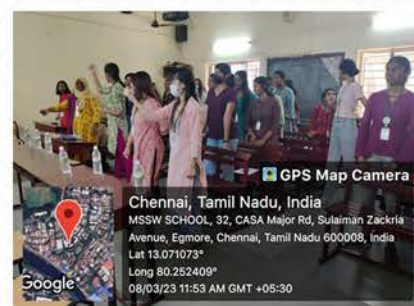 GPS Map Camera
Chennai, Tamil Nadu, India
MSSW SCHOOL, 32, CASA Major Rd, Sulaiman Zackria
Avenue, Egmore, Chennai, Tamil Nadu 600008, India
Lat 13.071073°
Long 80.252409°
08/03/23 11:53 AM GMT +05:30
Google